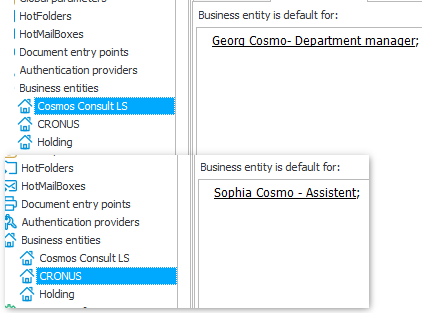 Global parameters
HotFolders
HotMailBoxes
Document entry points
Authentication providers
Business entities
Cosmos Consult LS
CRONUS
Holding
Business entity is default for:
Georg Cosmo- Department manager;
HotFolders
HotMailBoxes
Document entry points
Authentication providers
Business entities
Cosmos Consult LS
CRONUS
Holding
Business entity is default for:
Sophia Cosmo - Assistent;